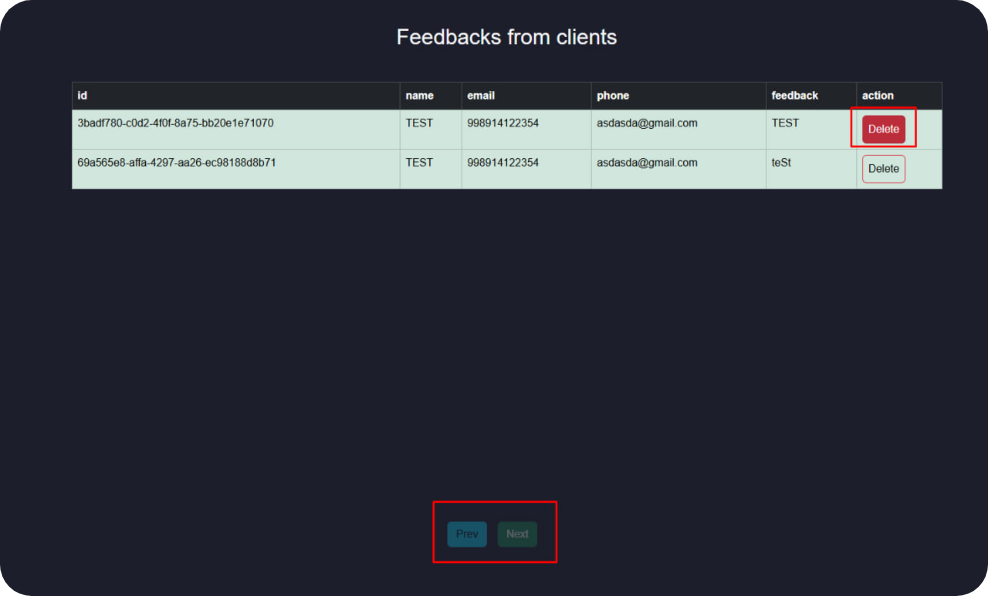 Feedbacks from clients
id name email phone feedback action
3badf780-c0d2-4f0f-8a75-bb20e1e71070 TEST 998914122354 asdasda@gmail.com TEST Delete
69a565e8-affa-4297-aa26-ec98188d8b71 TEST 998914122354 asdasda@gmail.com teSt Delete
Prev Next